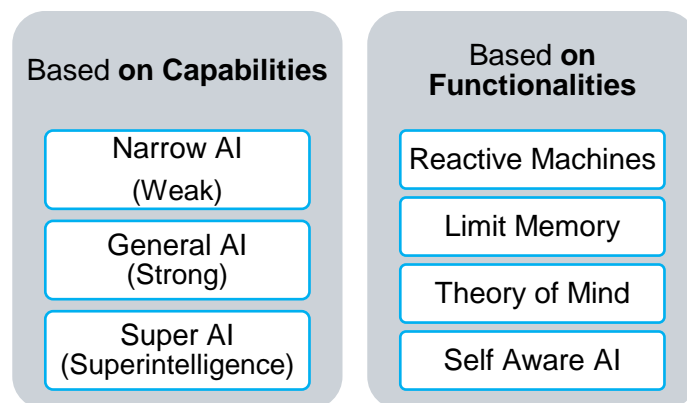 Based on Capabilities
Narrow AI
(Weak)
General AI
(Strong)
Super AI
(Superintelligence)
Based on
Functionalities
Reactive Machines
Limit Memory
Theory of Mind
Self Aware AI